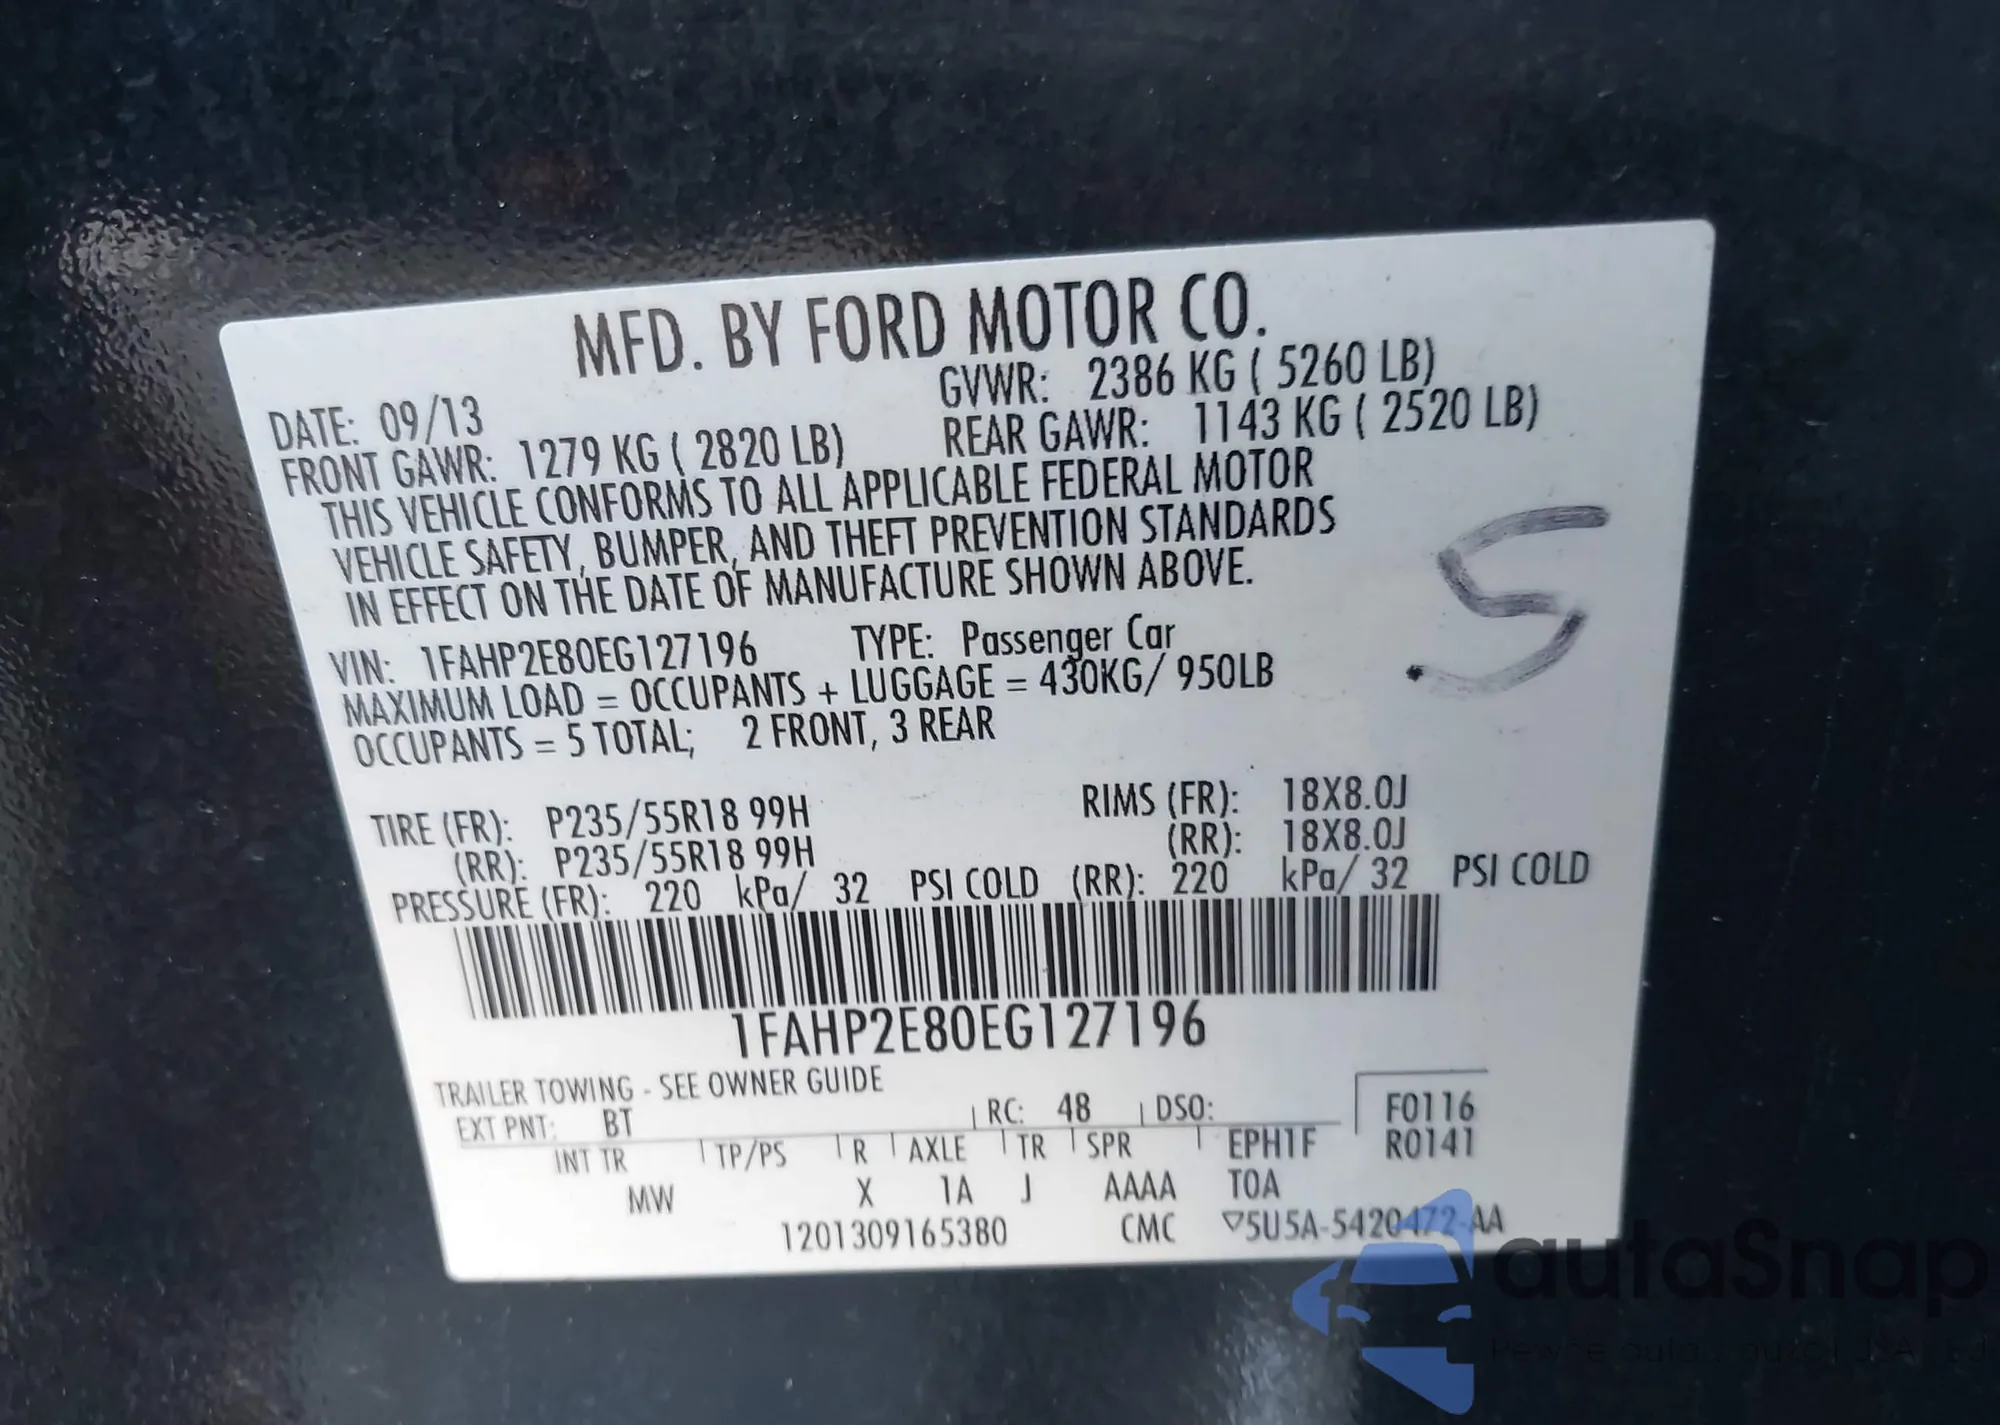 MFD. BY FORD MOTOR CO.
DATE: 09/13 GVWR: 2386 KG ( 5260 LB)
FRONT GAWR: 1279 KG ( 2820 LB) REAR GAWR: 1143 KG ( 2520 LB)
THIS VEHICLE CONFORMS TO ALL APPLICABLE FEDERAL MOTOR
VEHICLE SAFETY, BUMPER, AND THEFT PREVENTION STANDARDS
IN EFFECT ON THE DATE OF MANUFACTURE SHOWN ABOVE.
5
VIN: 1FAHP2E80EG127196 TYPE: Passenger Car
MAXIMUM LOAD = OCCUPANTS + LUGGAGE = 430KG/ 950LB
OCCUPANTS = 5 TOTAL; 2 FRONT, 3 REAR
TIRE (FR): P235/55R18 99H RIMS (FR): 18X8.0J
(RR): P235/55R18 99H (RR): 18X8.0J
PRESSURE (FR): 220 kPa/ 32 PSI COLD (RR): 220 kPa/ 32 PSI COLD
1FAHP2E80EG127196
TRAILER TOWING - SEE OWNER GUIDE
EXT PNT: BT RC: 48 DSO: F0116
INT TR TP/PS R AXLE TR SPR EPH1F R0141
MW X 1A J AAAA TOA
1201309165380 CMC ▽5U5A-5420472-AA
autaSnap